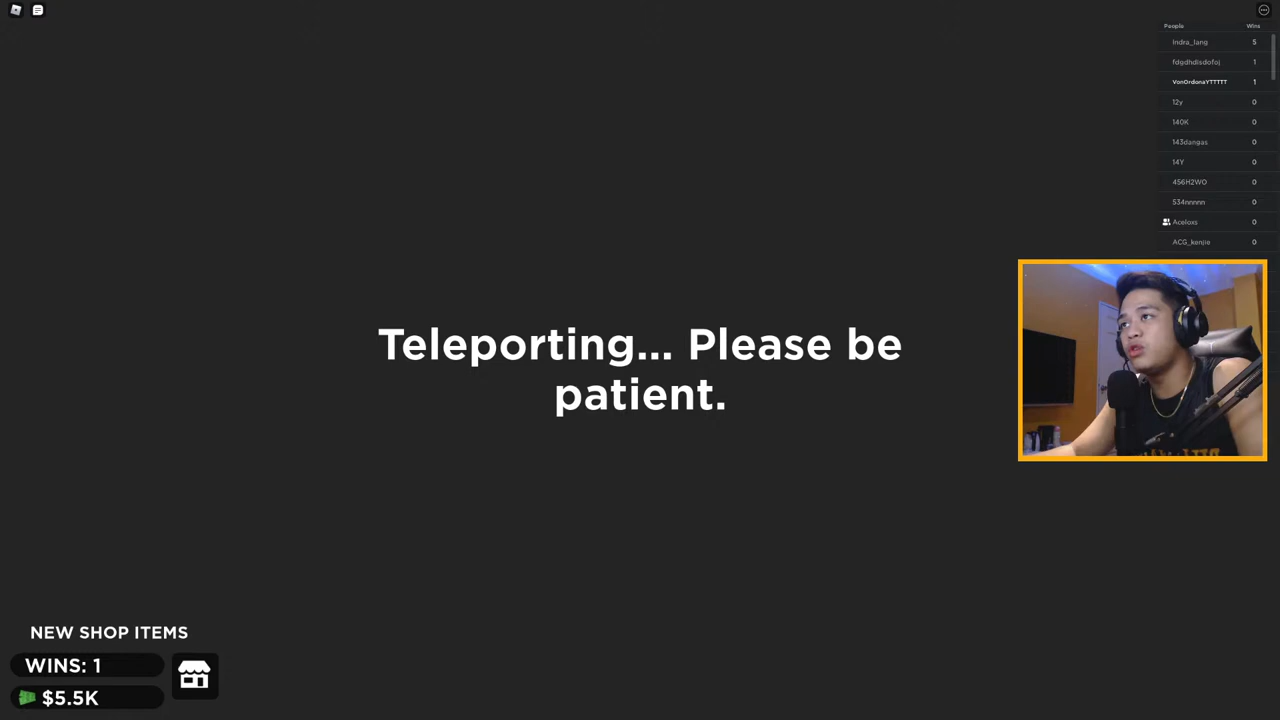 People Wins
Indra_lang 5
fdgdhdisdofoj 1
VonOrdonaYTTTTT 1
12y 0
140K 0
143dangas 0
14Y 0
456H2WO 0
534nnnnn 0
Aceloxs 0
ACG_kenjie 0
Teleporting... Please be
patient.
NEW SHOP ITEMS
WINS: 1
$5.5K